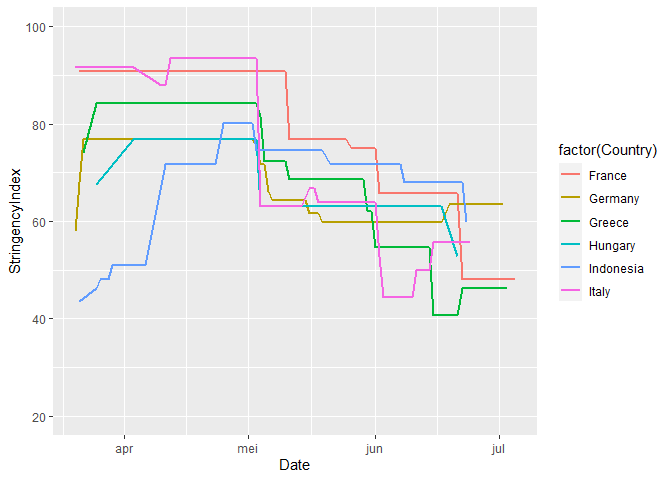 100
80
60
40
20
StringencyIndex
apr
mei
jun
jul
Date
factor(Country)
France
Germany
Greece
Hungary
Indonesia
Italy